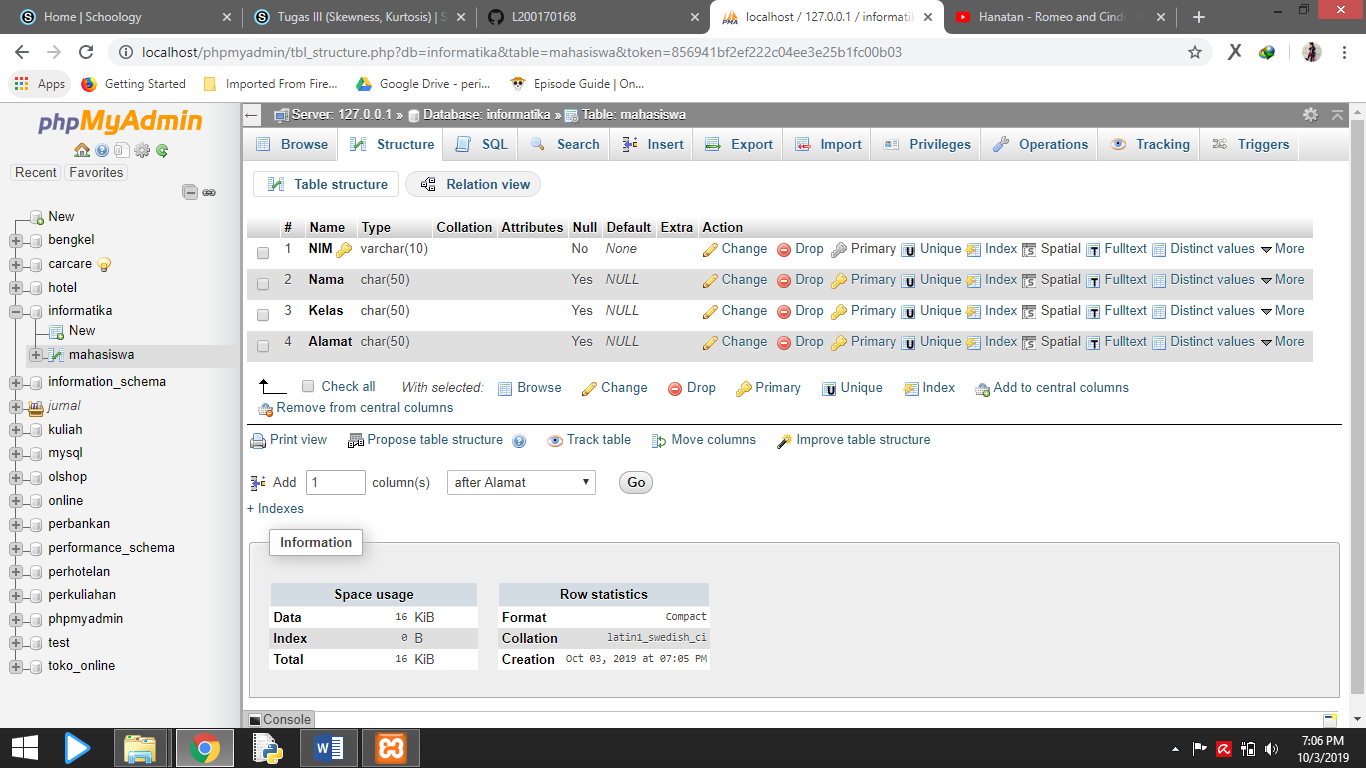 Home | Schoology
Tugas III (Skewness, Kurtosis) | S
L200170168
localhost / 127.0.0.1 / informatik
Hanatan - Romeo and Cind
localhost/phpmyadmin/tbl_structure.php?db=informatika&table=mahasiswa&token=856941bf2ef222c04ee3e25b1fc00b03
Apps Getting Started Imported From Fire... Google Drive - peri... Episode Guide | On...
phpMyAdmin
Recent Favorites
New
bengkel
carcare
hotel
informatika
New
mahasiswa
information_schema
jurnal
kuliah
mysql
olshop
online
perbankan
performance_schema
perhotelan
perkuliahan
phpmyadmin
test
toko_online
Server: 127.0.0.1 » Database: informatika » Table: mahasiswa
Browse Structure SQL Search Insert Export Import Privileges Operations Tracking Triggers
Table structure Relation view
# Name Type Collation Attributes Null Default Extra Action
1 NIM varchar(10) No None Change Drop Primary Unique Index Spatial Fulltext Distinct values More
2 Nama char(50) Yes NULL Change Drop Primary Unique Index Spatial Fulltext Distinct values More
3 Kelas char(50) Yes NULL Change Drop Primary Unique Index Spatial Fulltext Distinct values More
4 Alamat char(50) Yes NULL Change Drop Primary Unique Index Spatial Fulltext Distinct values More
Check all With selected: Browse Change Drop Primary Unique Index Add to central columns
Remove from central columns
Print view Propose table structure Track table Move columns Improve table structure
Add 1 column(s) after Alamat Go
+ Indexes
Information
Space usage
Data 16 KiB
Index 0 B
Total 16 KiB
Row statistics
Format Compact
Collation latin1_swedish_ci
Creation Oct 03, 2019 at 07:05 PM
Console
7:06 PM
10/3/2019